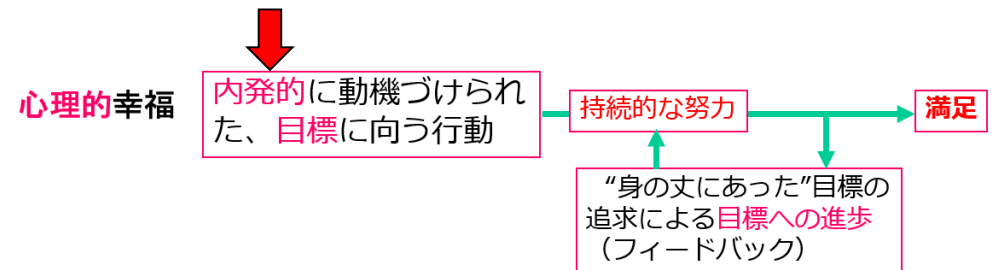 心理的幸福
内発的に動機づけられ
た、目標に向う行動
持続的な努力
満足
“身の丈にあった”目標の
追求による目標への進歩
（フィードバック）